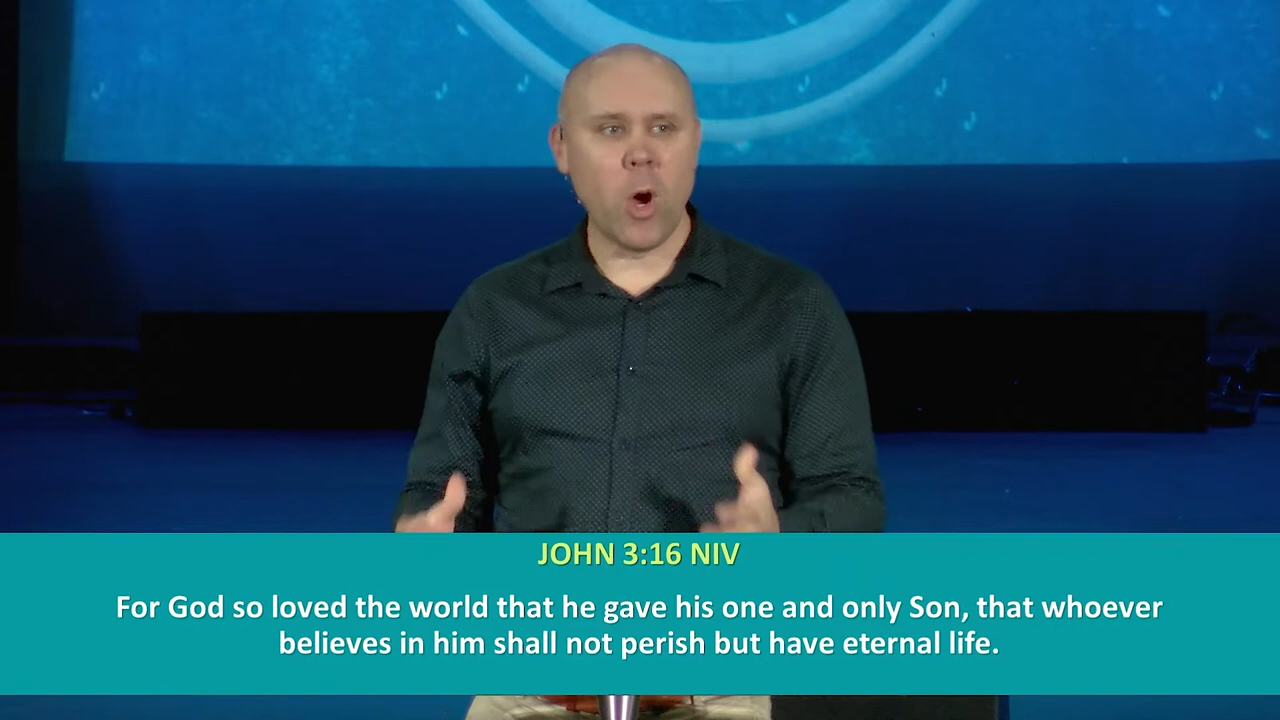 JOHN 3:16 NIV
For God so loved the world that he gave his one and only Son, that whoever
believes in him shall not perish but have eternal life.